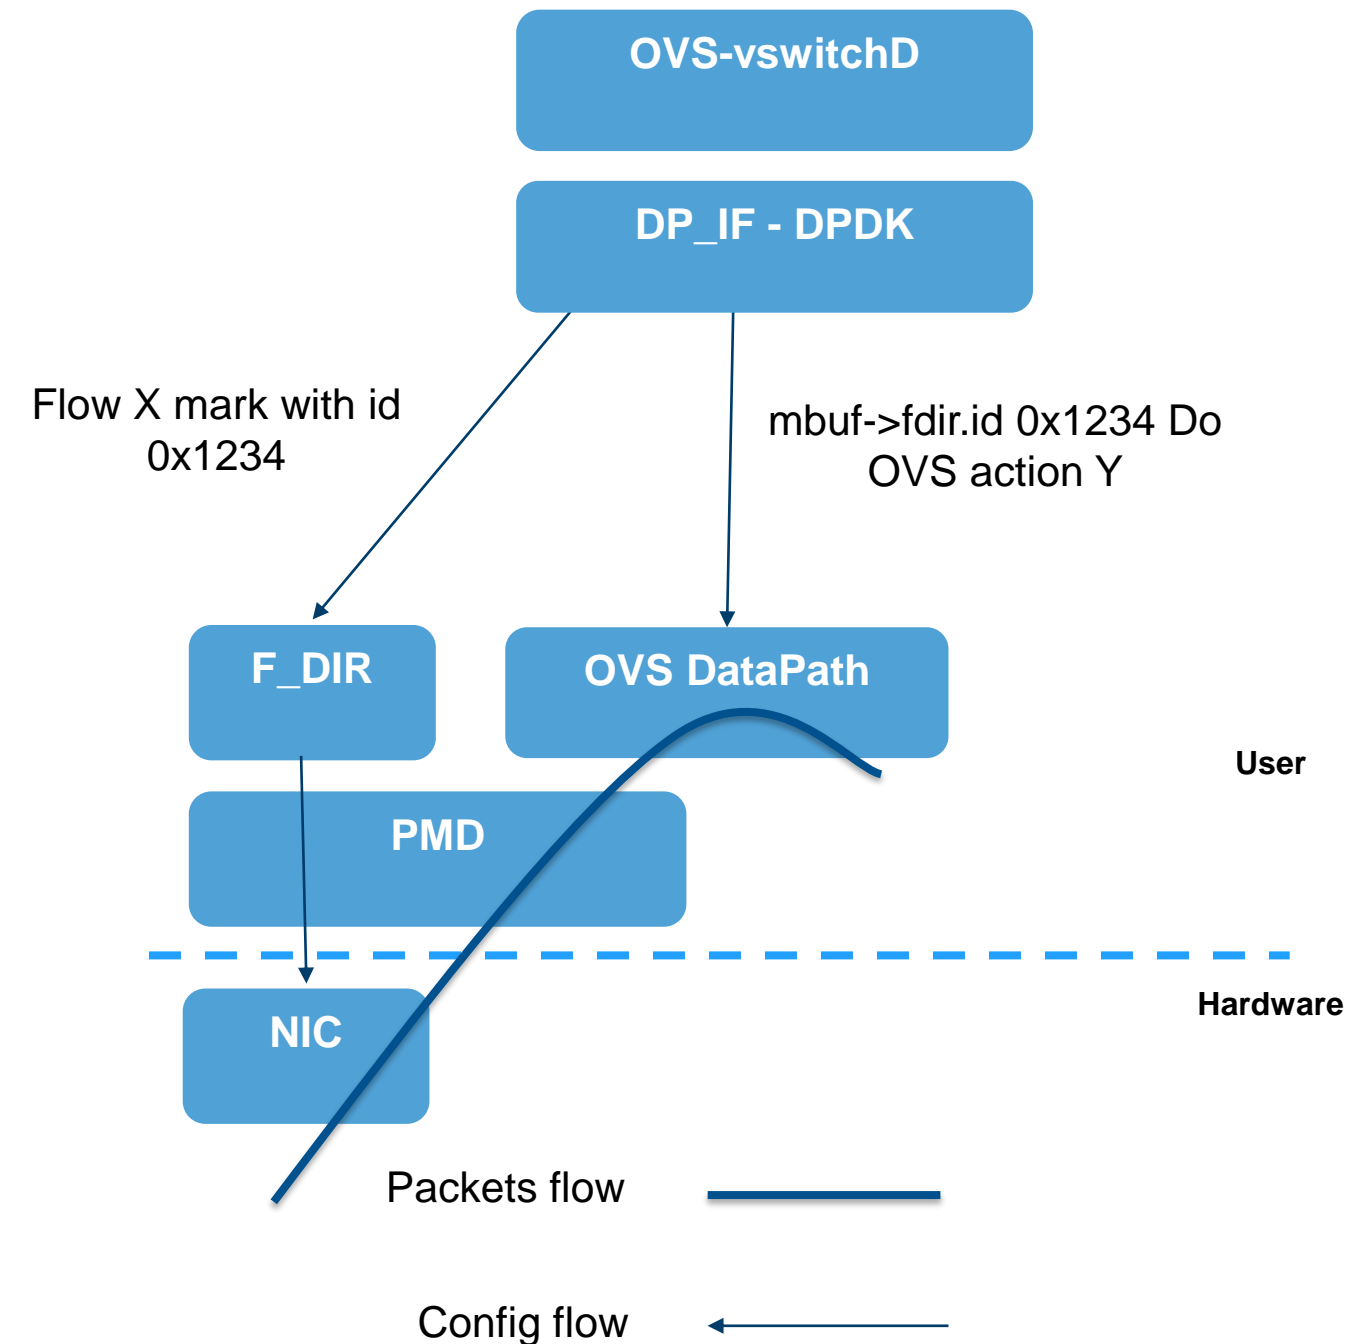 OVS-vswitchD
DP_IF - DPDK
Flow X mark with id
0x1234
mbuf->fdir.id 0x1234 Do
OVS action Y
F_DIR
OVS DataPath
User
PMD
Hardware
NIC
Packets flow
Config flow